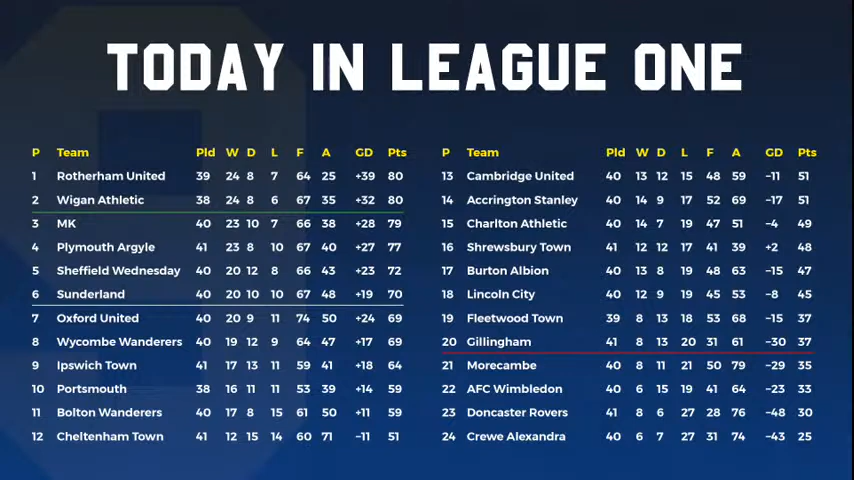 TODAY IN LEAGUE ONE
P Team Pld W D L F A GD Pts
1 Rotherham United 39 24 8 7 64 25 +39 80
2 Wigan Athletic 38 24 8 6 67 35 +32 80
3 MK 40 23 10 7 66 38 +28 79
4 Plymouth Argyle 41 23 8 10 67 40 +27 77
5 Sheffield Wednesday 40 20 12 8 66 43 +23 72
6 Sunderland 40 20 10 10 67 48 +19 70
7 Oxford United 40 20 9 11 74 50 +24 69
8 Wycombe Wanderers 40 19 12 9 64 47 +17 69
9 Ipswich Town 41 17 13 11 59 41 +18 64
10 Portsmouth 38 16 11 11 53 39 +14 59
11 Bolton Wanderers 40 17 8 15 61 50 +11 59
12 Cheltenham Town 41 12 15 14 60 71 −11 51
P Team Pld W D L F A GD Pts
13 Cambridge United 40 13 12 15 48 59 −11 51
14 Accrington Stanley 40 14 9 17 52 69 −17 51
15 Charlton Athletic 40 14 7 19 47 51 −4 49
16 Shrewsbury Town 41 12 12 17 41 39 +2 48
17 Burton Albion 40 13 8 19 48 63 −15 47
18 Lincoln City 40 12 9 19 45 53 −8 45
19 Fleetwood Town 39 8 13 18 53 68 −15 37
20 Gillingham 41 8 13 20 31 61 −30 37
21 Morecambe 40 8 11 21 50 79 −29 35
22 AFC Wimbledon 40 6 15 19 41 64 −23 33
23 Doncaster Rovers 41 8 6 27 28 76 −48 30
24 Crewe Alexandra 40 6 7 27 31 74 −43 25